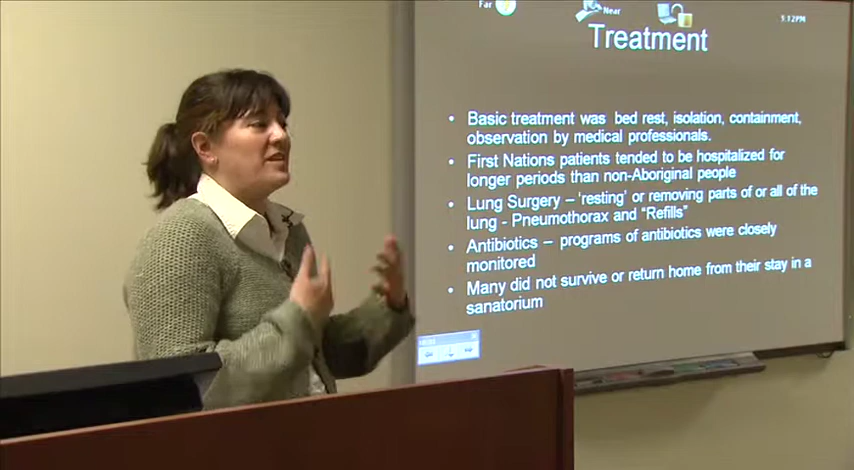 Far
Near
1:12PM
Treatment
• Basic treatment was bed rest, isolation, containment,
observation by medical professionals.
• First Nations patients tended to be hospitalized for
longer periods than non-Aboriginal people
• Lung Surgery – 'resting' or removing parts of or all of the
lung - Pneumothorax and "Refills"
• Antibiotics – programs of antibiotics were closely
monitored
• Many did not survive or return home from their stay in a
sanatorium